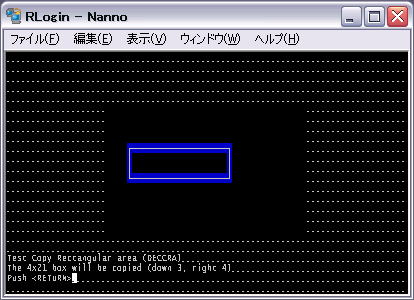 RLogin - Nanno
ファイル(F) 編集(E) 表示(V) ウィンドウ(W) ヘルプ(H)
Test Copy Rectangular area (DECCRA)
The 4x21 box will be copied (down 3, right 4)
Push <RETURN>